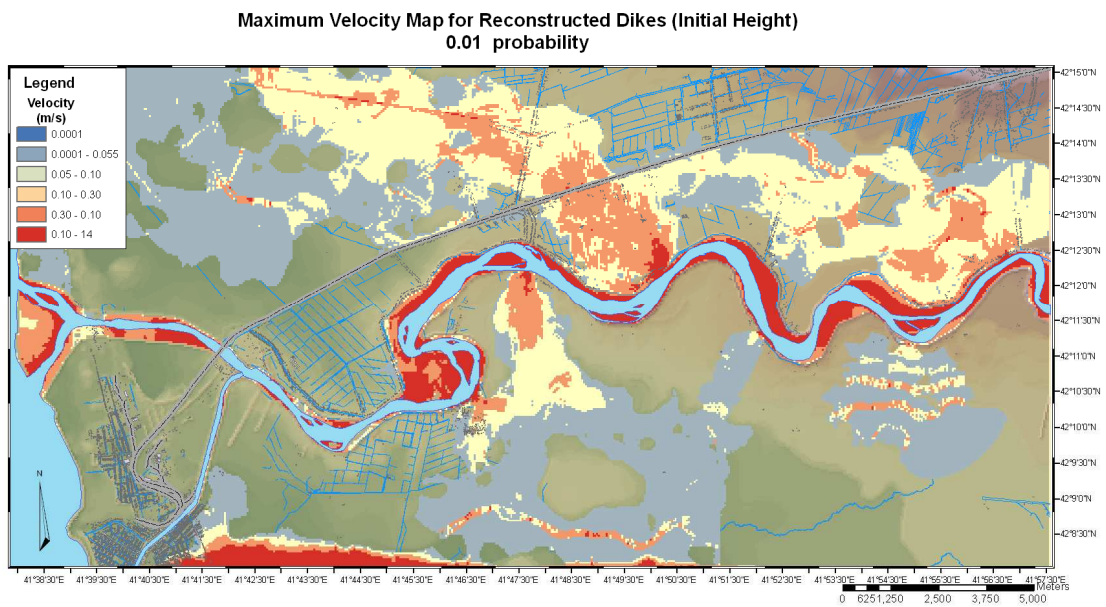 Maximum Velocity Map for Reconstructed Dikes (Initial Height)
0.01 probability
Legend
Velocity
(m/s)
0.0001
0.0001 - 0.055
0.05 - 0.10
0.10 - 0.30
0.30 - 0.10
0.10 - 14
42°15'0"N
42°14'30"N
42°14'0"N
42°13'30"N
42°13'0"N
42°12'30"N
42°12'0"N
42°11'30"N
42°11'0"N
42°10'30"N
42°10'0"N
42°9'30"N
42°9'0"N
42°8'30"N
N
41°38'30"E 41°39'30"E 41°40'30"E 41°41'30"E 41°42'30"E 41°43'30"E 41°44'30"E 41°45'30"E 41°46'30"E 41°47'30"E 41°48'30"E 41°49'30"E 41°50'30"E 41°51'30"E 41°52'30"E 41°53'30"E 41°54'30"E 41°55'30"E 41°56'30"E 41°57'30"E
Meters
0 625 1,250 2,500 3,750 5,000